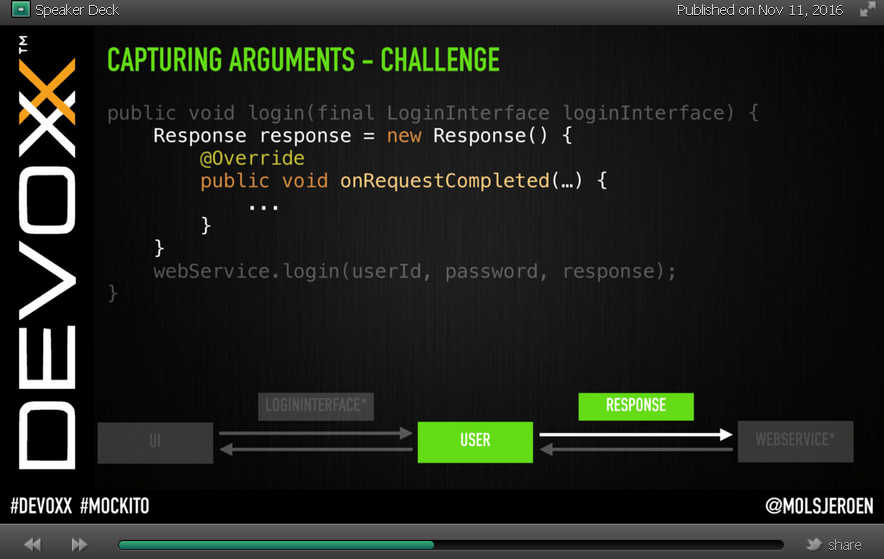 Speaker Deck
Published on Nov 11, 2016
DEVOXX™
CAPTURING ARGUMENTS - CHALLENGE
public void login(final LoginInterface loginInterface) {
Response response = new Response() {
@Override
public void onRequestCompleted(…) {
...
}
}
webService.login(userId, password, response);
}
LOGININTERFACE*
RESPONSE
UI
USER
WEBSERVICE*
#DEVOXX #MOCKITO
@MOLSJEROEN
share